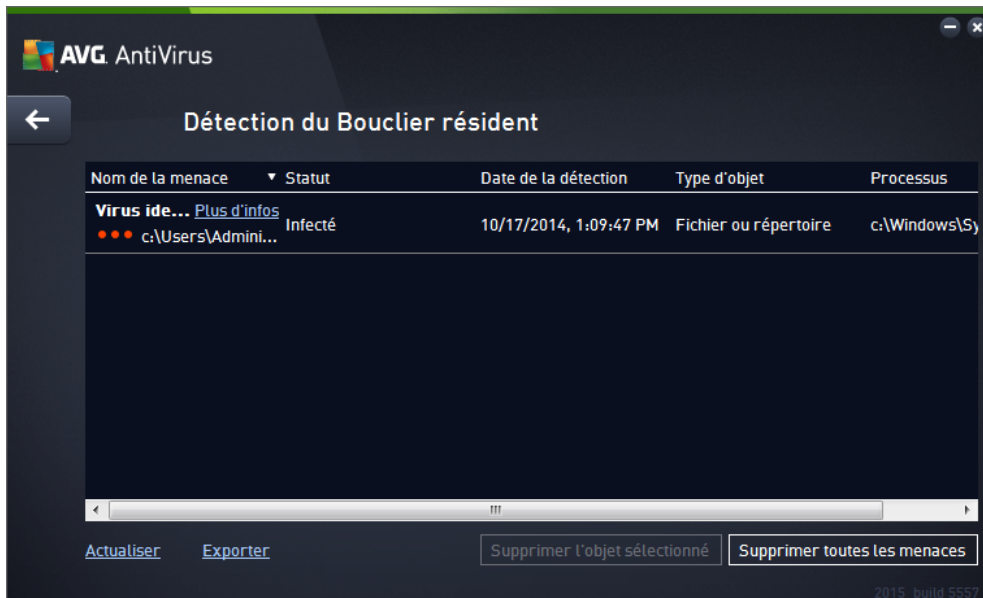 AVG. AntiVirus
Détection du Bouclier résident
Nom de la menace Statut Date de la détection Type d'objet Processus
Virus ide... Plus d'infos
Infecté 10/17/2014, 1:09:47 PM Fichier ou répertoire c:\Windows\Sy
c:\Users\Admini...
Actualiser Exporter Supprimer l'objet sélectionné Supprimer toutes les menaces
2015 build 5557